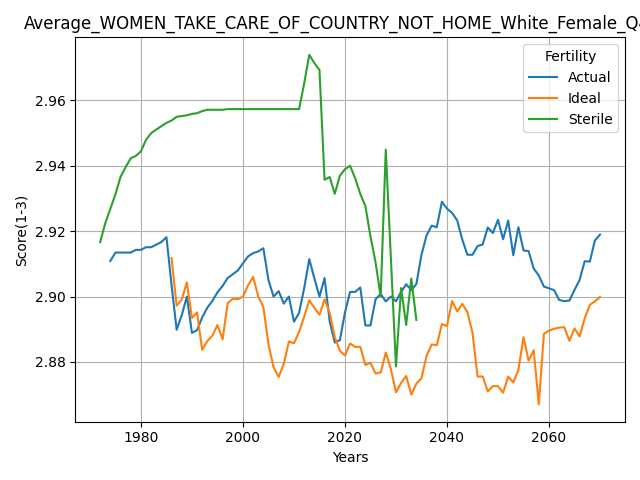 Average_WOMEN_TAKE_CARE_OF_COUNTRY_NOT_HOME_White_Female_Q
Fertility
Actual
Ideal
Sterile
Score(1-3)
2.96
2.94
2.92
2.90
2.88
1980 2000 2020 2040 2060
Years